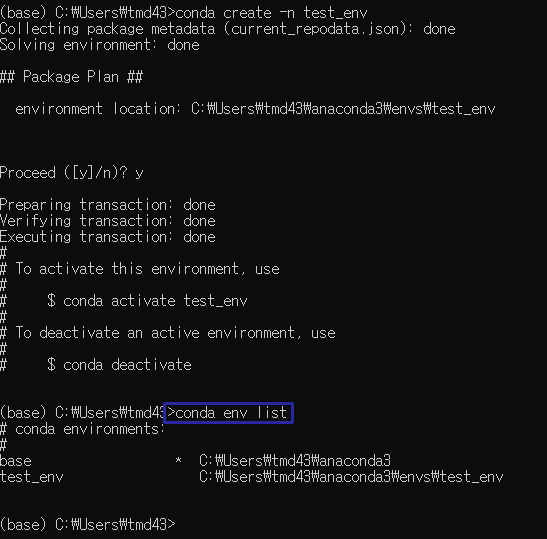 (base) C:₩Users₩tmd43>conda create -n test_env
Collecting package metadata (current_repodata.json): done
Solving environment: done
## Package Plan ##
environment location: C:₩Users₩tmd43₩anaconda3₩envs₩test_env
Proceed ([y]/n)? y
Preparing transaction: done
Verifying transaction: done
Executing transaction: done
#
# To activate this environment, use
#
#     $ conda activate test_env
#
# To deactivate an active environment, use
#
#     $ conda deactivate
(base) C:₩Users₩tmd43>conda env list
# conda environments:
#
base                  *  C:₩Users₩tmd43₩anaconda3
test_env                 C:₩Users₩tmd43₩anaconda3₩envs₩test_env
(base) C:₩Users₩tmd43>